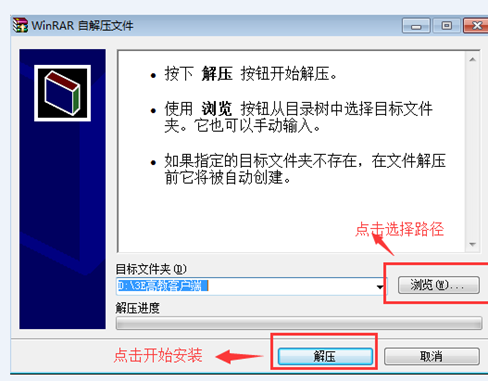 WinRAR 自解压文件
• 按下 解压 按钮开始解压。
• 使用 浏览 按钮从目录树中选择目标文件
夹。它也可以手动输入。
• 如果指定的目标文件夹不存在，在文件解压
前它将被自动创建。
点击选择路径
目标文件夹(D)
D:\3E高教客户端
浏览(W)...
解压进度
点击开始安装
解压
取消